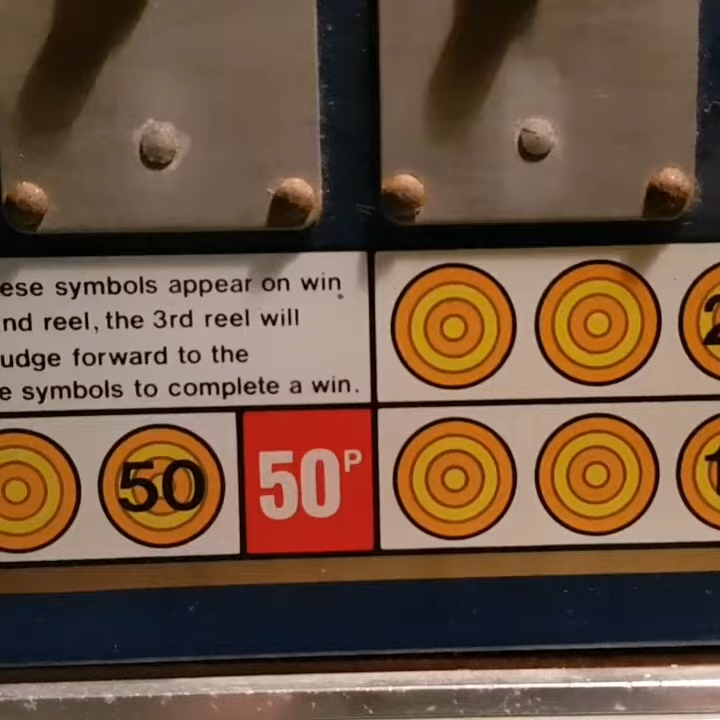 ese symbols appear on win
nd reel, the 3rd reel will
udge forward to the
e symbols to complete a win.
50
50P